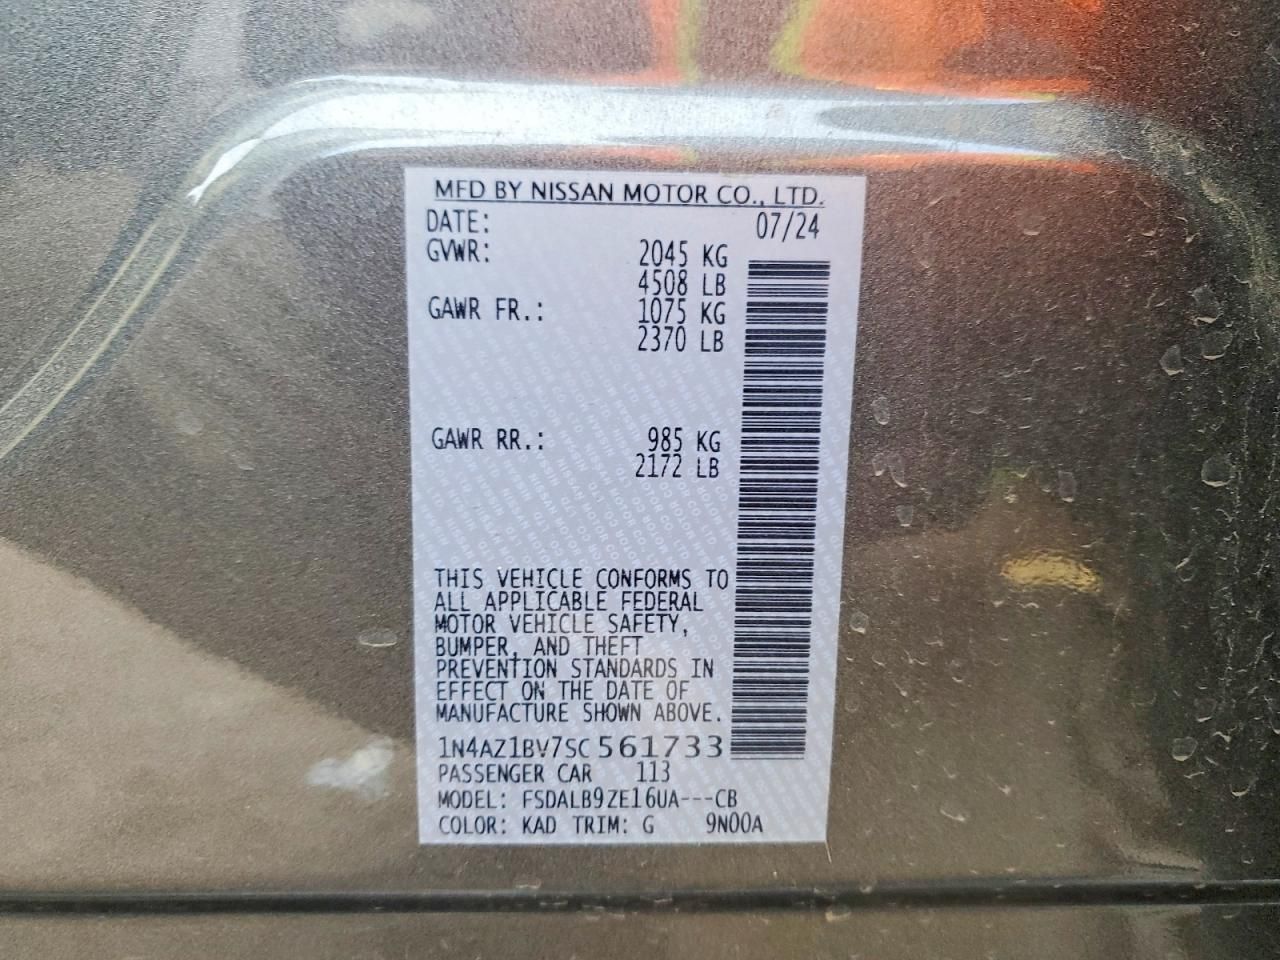 MFD BY NISSAN MOTOR CO., LTD.
DATE: 07/24
GVWR: 2045 KG
4508 LB
GAWR FR.: 1075 KG
2370 LB
GAWR RR.: 985 KG
2172 LB
THIS VEHICLE CONFORMS TO
ALL APPLICABLE FEDERAL
MOTOR VEHICLE SAFETY,
BUMPER, AND THEFT
PREVENTION STANDARDS IN
EFFECT ON THE DATE OF
MANUFACTURE SHOWN ABOVE.
1N4AZ1BV7SC561733
PASSENGER CAR 113
MODEL: FSDALB9ZE16UA---CB
COLOR: KAD TRIM: G 9N00A